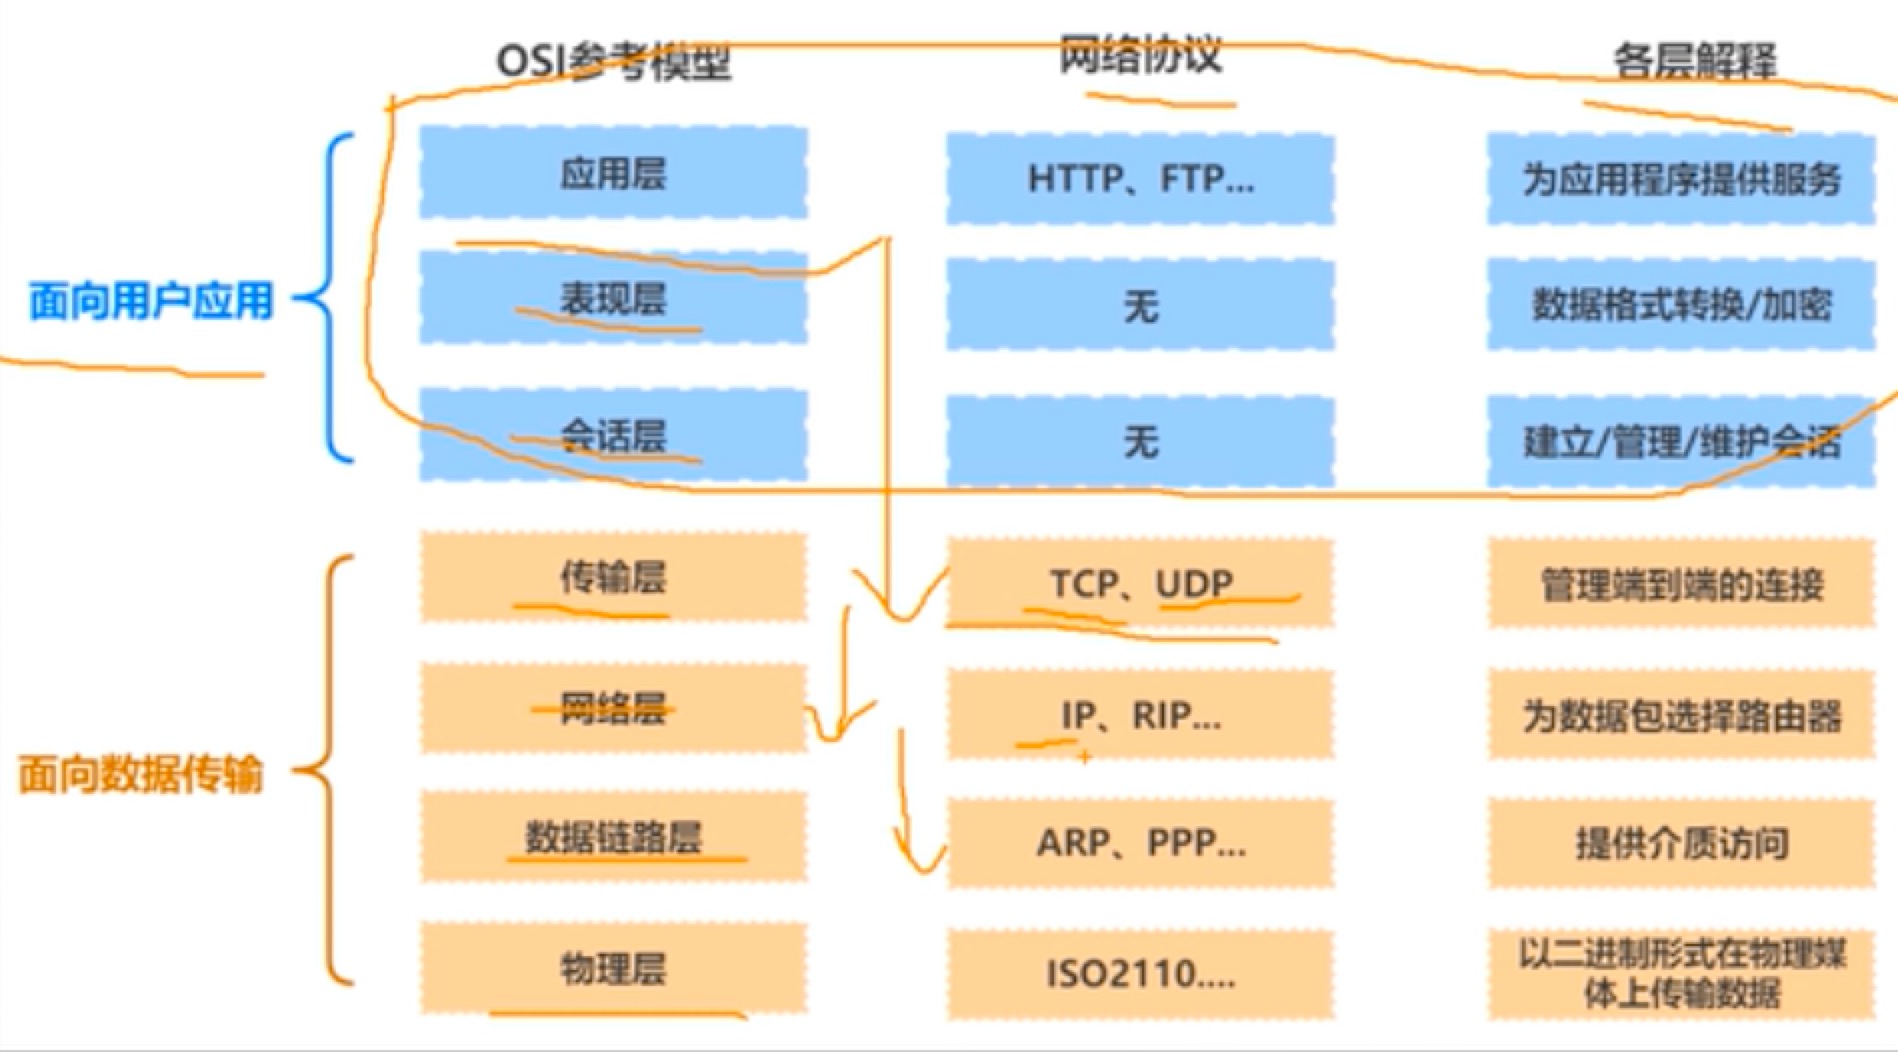 OSI参考模型 网络协议 各层解释
应用层 HTTP、FTP... 为应用程序提供服务
面向用户应用 表现层 无 数据格式转换/加密
会话层 无 建立/管理/维护会话
传输层 TCP、UDP 管理端到端的连接
网络层 IP、RIP... 为数据包选择路由器
面向数据传输
数据链路层 ARP、PPP... 提供介质访问
物理层 ISO2110.... 以二进制形式在物理媒
体上传输数据